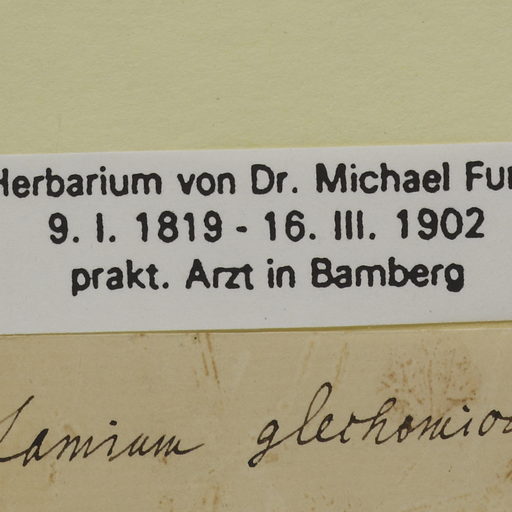 Herbarium von Dr. Michael Fu
9. I. 1819 - 16. III. 1902
prakt. Arzt in Bamberg
Lamium glechomio